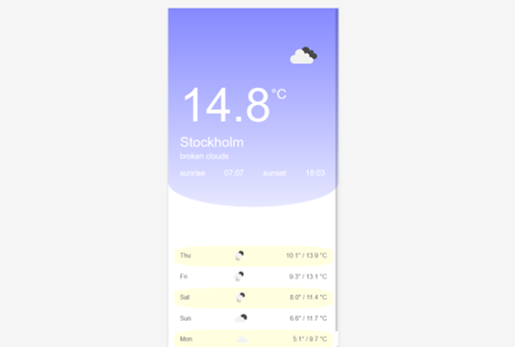 14.8°C
Stockholm
broken clouds
sunrise 07:07 sunset 18:03
Thu 10.1° / 13.9 °C
Fri 9.3° / 13.1 °C
Sat 8.0° / 11.4 °C
Sun 6.6° / 11.7 °C
Mon 5.1° / 9.7 °C